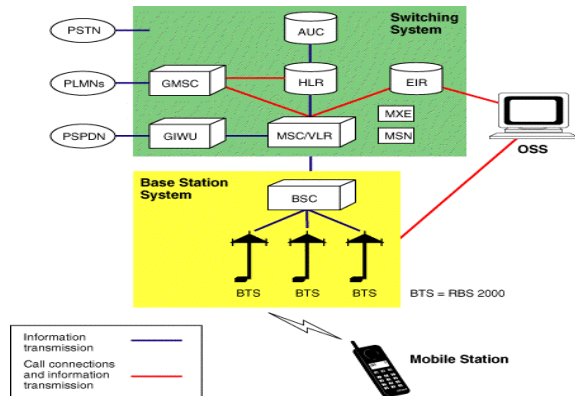 Switching
System
PSTN
AUC
PLMNs
GMSC
HLR
EIR
MXE
PSPDN
GIWU
MSC/VLR
MSN
OSS
Base Station
System
BSC
BTS
BTS
BTS
BTS = RBS 2000
Information
transmission
Call connections
and information
transmission
Mobile Station